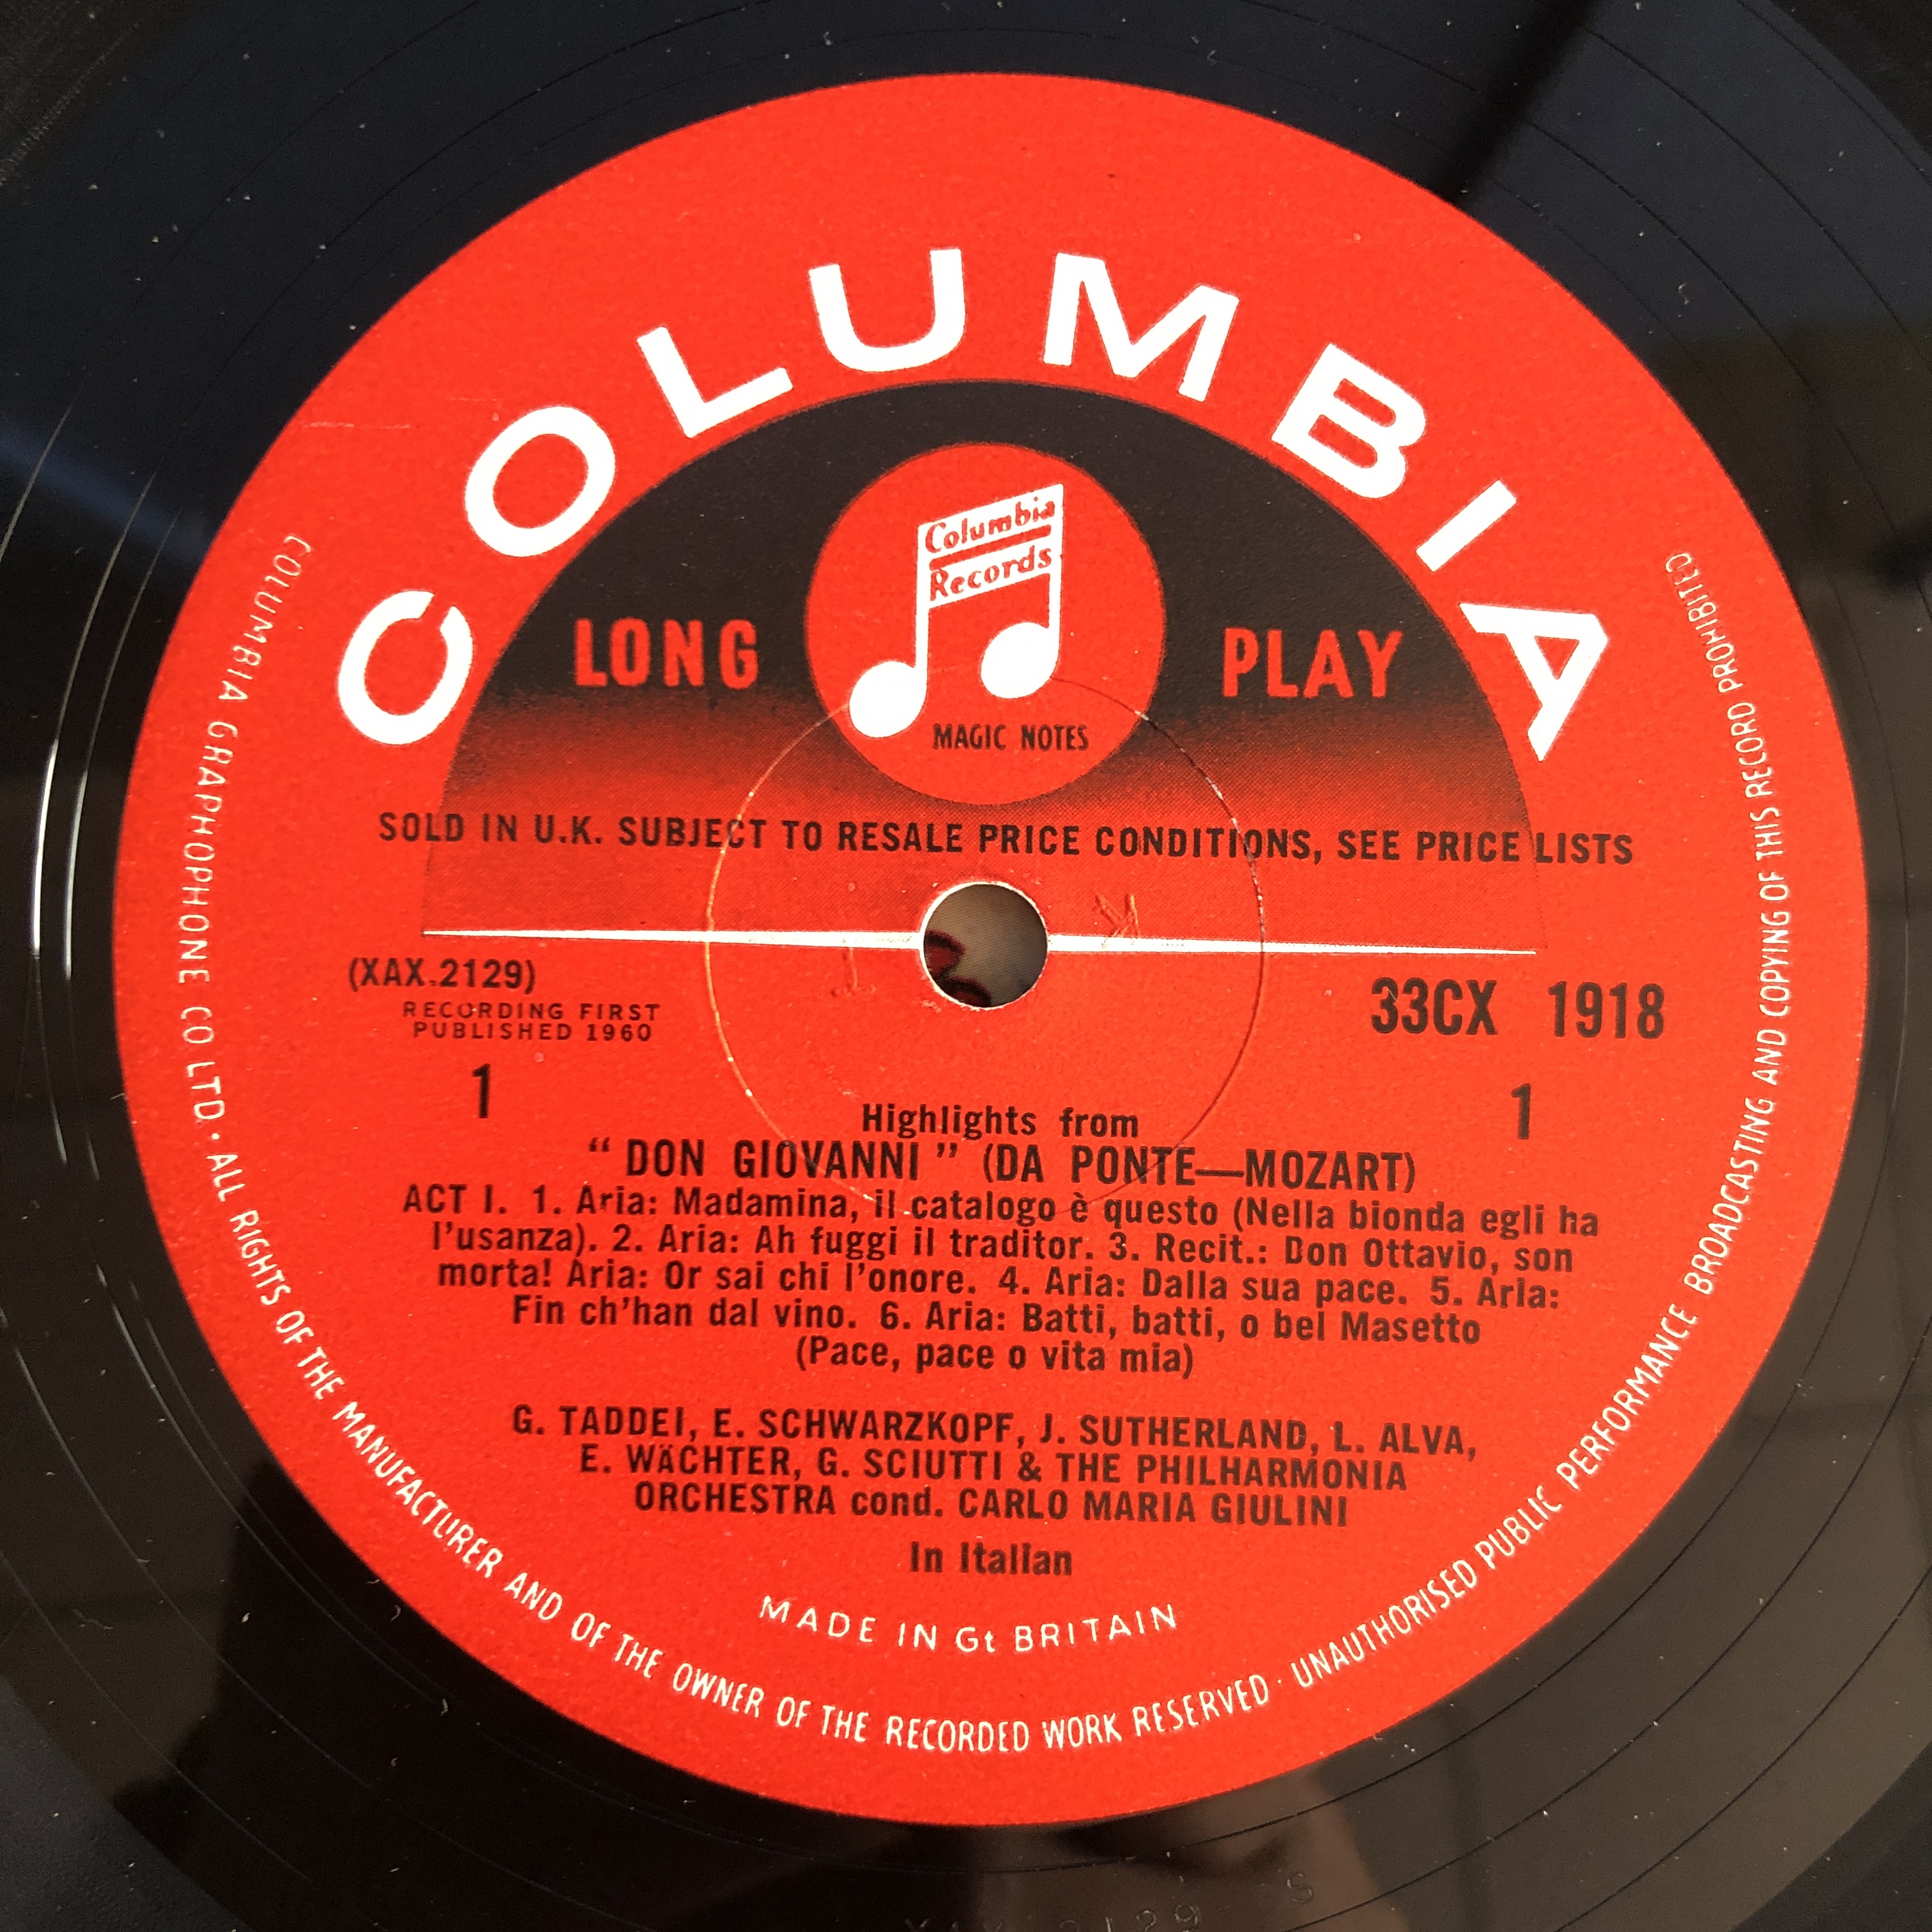 COLUMBIA
Columbia
Records
LONG PLAY
MAGIC NOTES
SOLD IN U.K. SUBJECT TO RESALE PRICE CONDITIONS, SEE PRICE LISTS
(XAX.2129)
33CX 1918
RECORDING FIRST
PUBLISHED 1960
1 1
Highlights from
“ DON GIOVANNI ” (DA PONTE—MOZART)
ACT I. 1. Aria: Madamina, il catalogo è questo (Nella bionda egli ha
l'usanza). 2. Aria: Ah fuggi il traditor. 3. Recit.: Don Ottavio, son
morta! Aria: Or sai chi l'onore. 4. Aria: Dalla sua pace. 5. Aria:
Fin ch'han dal vino. 6. Aria: Batti, batti, o bel Masetto
(Pace, pace o vita mia)
G. TADDEI, E. SCHWARZKOPF, J. SUTHERLAND, L. ALVA,
E. WÄCHTER, G. SCIUTTI & THE PHILHARMONIA
ORCHESTRA cond. CARLO MARIA GIULINI
In Italian
MADE IN Gt BRITAIN
COLUMBIA GRAPHOPHONE CO LTD · ALL RIGHTS OF THE MANUFACTURER AND OF THE OWNER OF THE RECORDED WORK RESERVED · UNAUTHORISED PUBLIC PERFORMANCE BROADCASTING AND COPYING OF THIS RECORD PROHIBITED